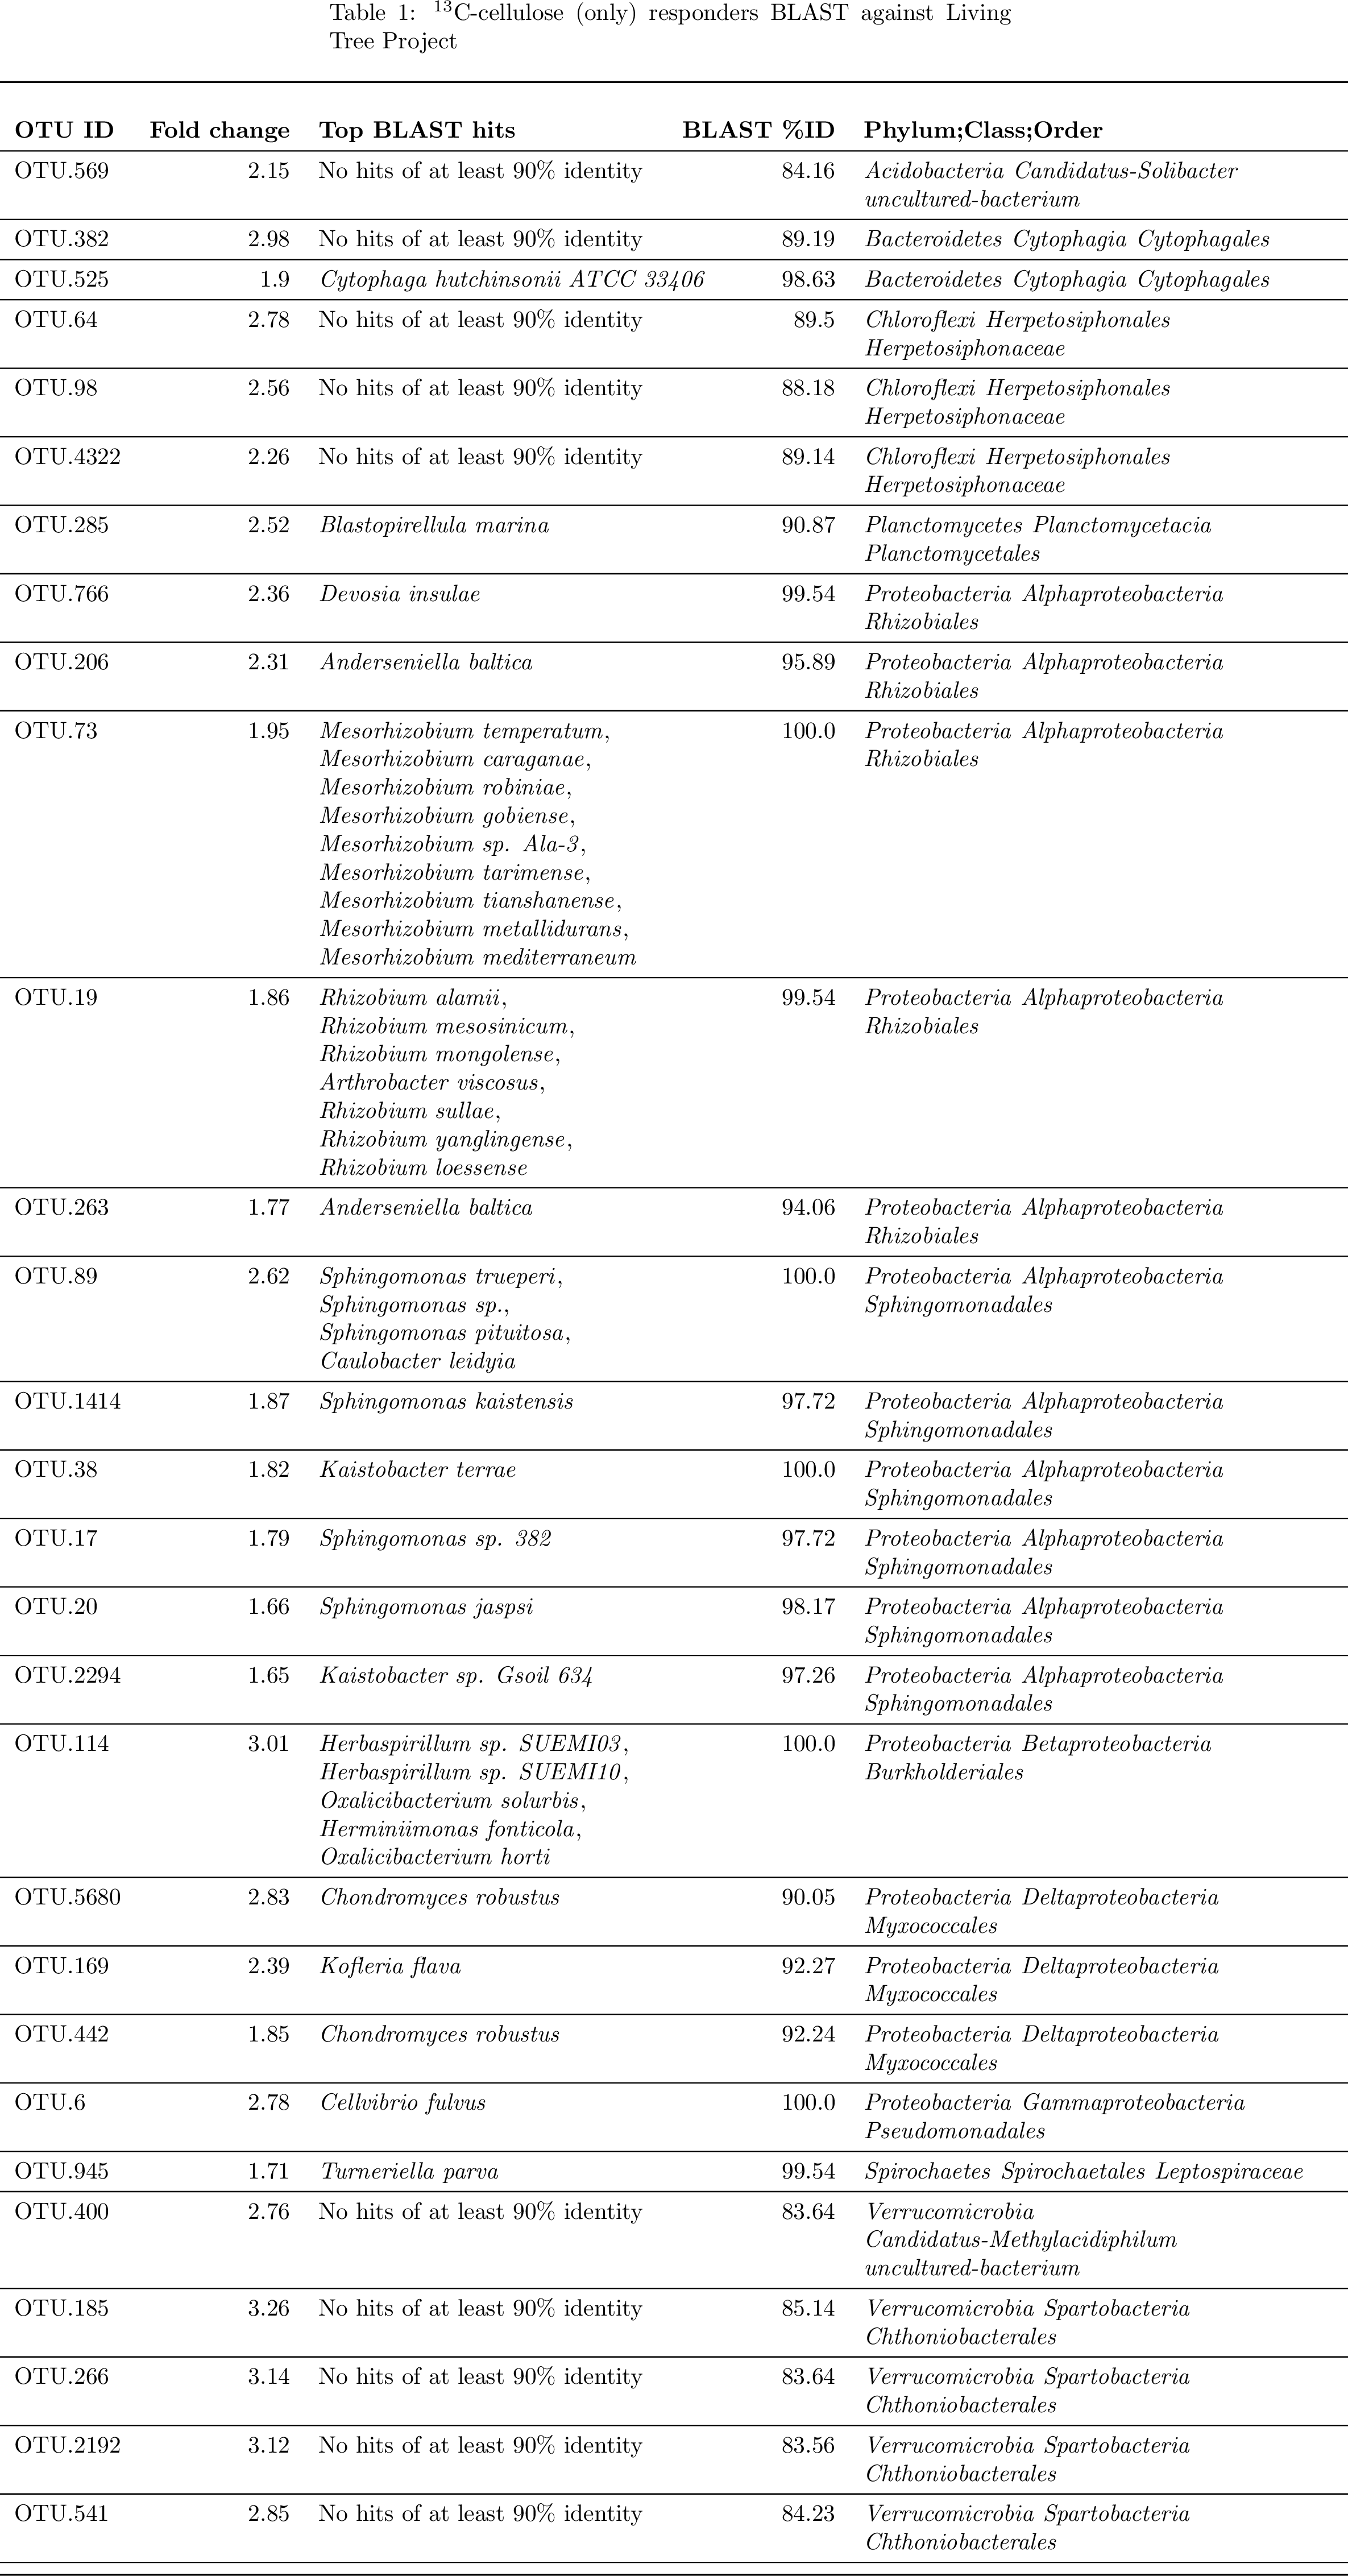 Table 1: ¹³C-cellulose (only) responders BLAST against Living
Tree Project
OTU ID Fold change Top BLAST hits BLAST %ID Phylum;Class;Order
OTU.569 2.15 No hits of at least 90% identity 84.16 Acidobacteria Candidatus-Solibacter
uncultured-bacterium
OTU.382 2.98 No hits of at least 90% identity 89.19 Bacteroidetes Cytophagia Cytophagales
OTU.525 1.9 Cytophaga hutchinsonii ATCC 33406 98.63 Bacteroidetes Cytophagia Cytophagales
OTU.64 2.78 No hits of at least 90% identity 89.5 Chloroflexi Herpetosiphonales
Herpetosiphonaceae
OTU.98 2.56 No hits of at least 90% identity 88.18 Chloroflexi Herpetosiphonales
Herpetosiphonaceae
OTU.4322 2.26 No hits of at least 90% identity 89.14 Chloroflexi Herpetosiphonales
Herpetosiphonaceae
OTU.285 2.52 Blastopirellula marina 90.87 Planctomycetes Planctomycetacia
Planctomycetales
OTU.766 2.36 Devosia insulae 99.54 Proteobacteria Alphaproteobacteria
Rhizobiales
OTU.206 2.31 Anderseniella baltica 95.89 Proteobacteria Alphaproteobacteria
Rhizobiales
OTU.73 1.95 Mesorhizobium temperatum, 100.0 Proteobacteria Alphaproteobacteria
Mesorhizobium caraganae, Rhizobiales
Mesorhizobium robiniae,
Mesorhizobium gobiense,
Mesorhizobium sp. Ala-3,
Mesorhizobium tarimense,
Mesorhizobium tianshanense,
Mesorhizobium metallidurans,
Mesorhizobium mediterraneum
OTU.19 1.86 Rhizobium alamii, 99.54 Proteobacteria Alphaproteobacteria
Rhizobium mesosinicum, Rhizobiales
Rhizobium mongolense,
Arthrobacter viscosus,
Rhizobium sullae,
Rhizobium yanglingense,
Rhizobium loessense
OTU.263 1.77 Anderseniella baltica 94.06 Proteobacteria Alphaproteobacteria
Rhizobiales
OTU.89 2.62 Sphingomonas trueperi, 100.0 Proteobacteria Alphaproteobacteria
Sphingomonas sp., Sphingomonadales
Sphingomonas pituitosa,
Caulobacter leidyia
OTU.1414 1.87 Sphingomonas kaistensis 97.72 Proteobacteria Alphaproteobacteria
Sphingomonadales
OTU.38 1.82 Kaistobacter terrae 100.0 Proteobacteria Alphaproteobacteria
Sphingomonadales
OTU.17 1.79 Sphingomonas sp. 382 97.72 Proteobacteria Alphaproteobacteria
Sphingomonadales
OTU.20 1.66 Sphingomonas jaspsi 98.17 Proteobacteria Alphaproteobacteria
Sphingomonadales
OTU.2294 1.65 Kaistobacter sp. Gsoil 634 97.26 Proteobacteria Alphaproteobacteria
Sphingomonadales
OTU.114 3.01 Herbaspirillum sp. SUEMI03, 100.0 Proteobacteria Betaproteobacteria
Herbaspirillum sp. SUEMI10, Burkholderiales
Oxalicibacterium solurbis,
Herminiimonas fonticola,
Oxalicibacterium horti
OTU.5680 2.83 Chondromyces robustus 90.05 Proteobacteria Deltaproteobacteria
Myxococcales
OTU.169 2.39 Kofleria flava 92.27 Proteobacteria Deltaproteobacteria
Myxococcales
OTU.442 1.85 Chondromyces robustus 92.24 Proteobacteria Deltaproteobacteria
Myxococcales
OTU.6 2.78 Cellvibrio fulvus 100.0 Proteobacteria Gammaproteobacteria
Pseudomonadales
OTU.945 1.71 Turneriella parva 99.54 Spirochaetes Spirochaetales Leptospiraceae
OTU.400 2.76 No hits of at least 90% identity 83.64 Verrucomicrobia
Candidatus-Methylacidiphilum
uncultured-bacterium
OTU.185 3.26 No hits of at least 90% identity 85.14 Verrucomicrobia Spartobacteria
Chthoniobacterales
OTU.266 3.14 No hits of at least 90% identity 83.64 Verrucomicrobia Spartobacteria
Chthoniobacterales
OTU.2192 3.12 No hits of at least 90% identity 83.56 Verrucomicrobia Spartobacteria
Chthoniobacterales
OTU.541 2.85 No hits of at least 90% identity 84.23 Verrucomicrobia Spartobacteria
Chthoniobacterales